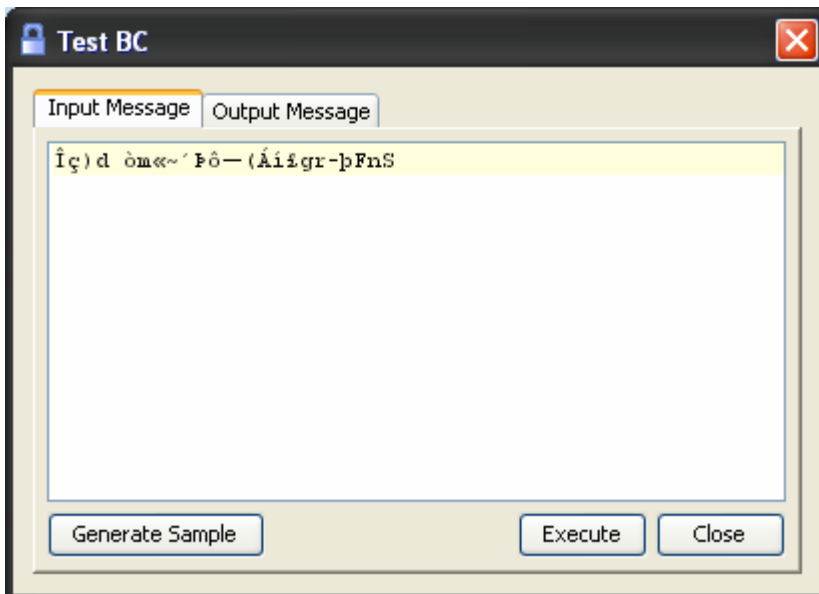 Test BC
Input Message
Output Message
Îç)d òm«~´Þô—(Áí£gr-þFnS
Generate Sample
Execute
Close